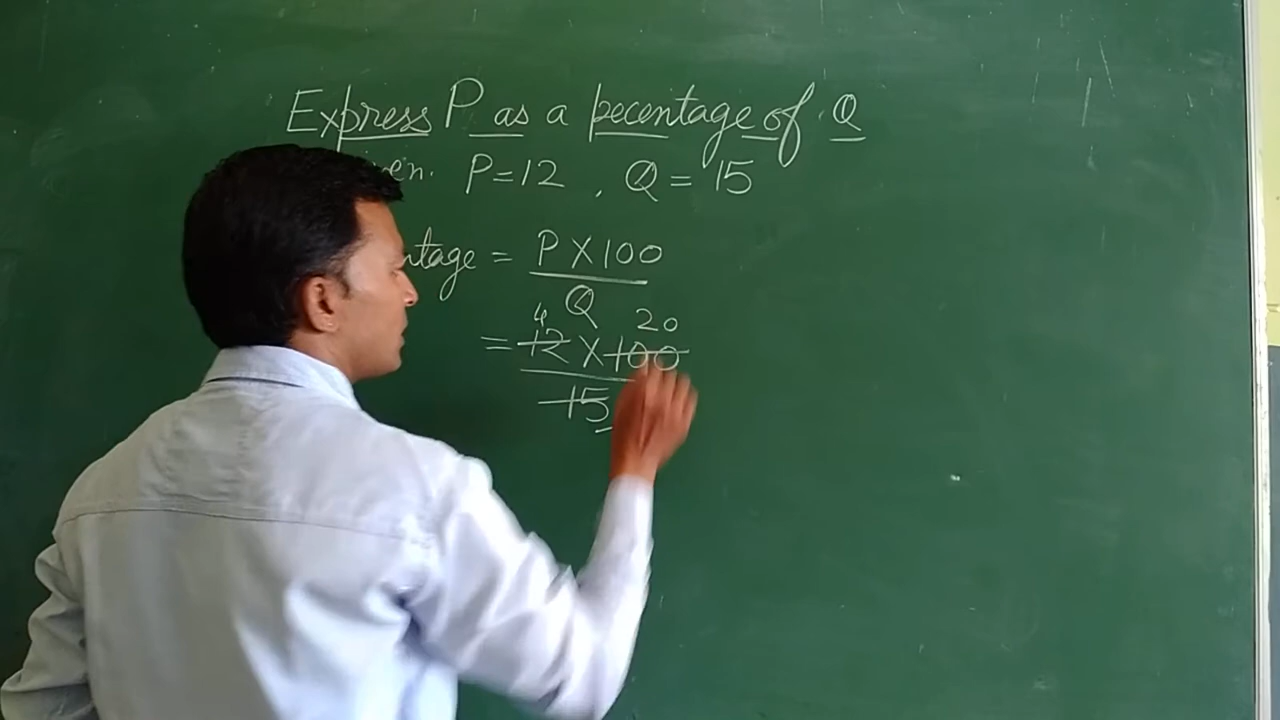 Express P as a pecentage of Q
P=12 , Q = 15
= P X 100
Q
4 20
= 12 X 100
15